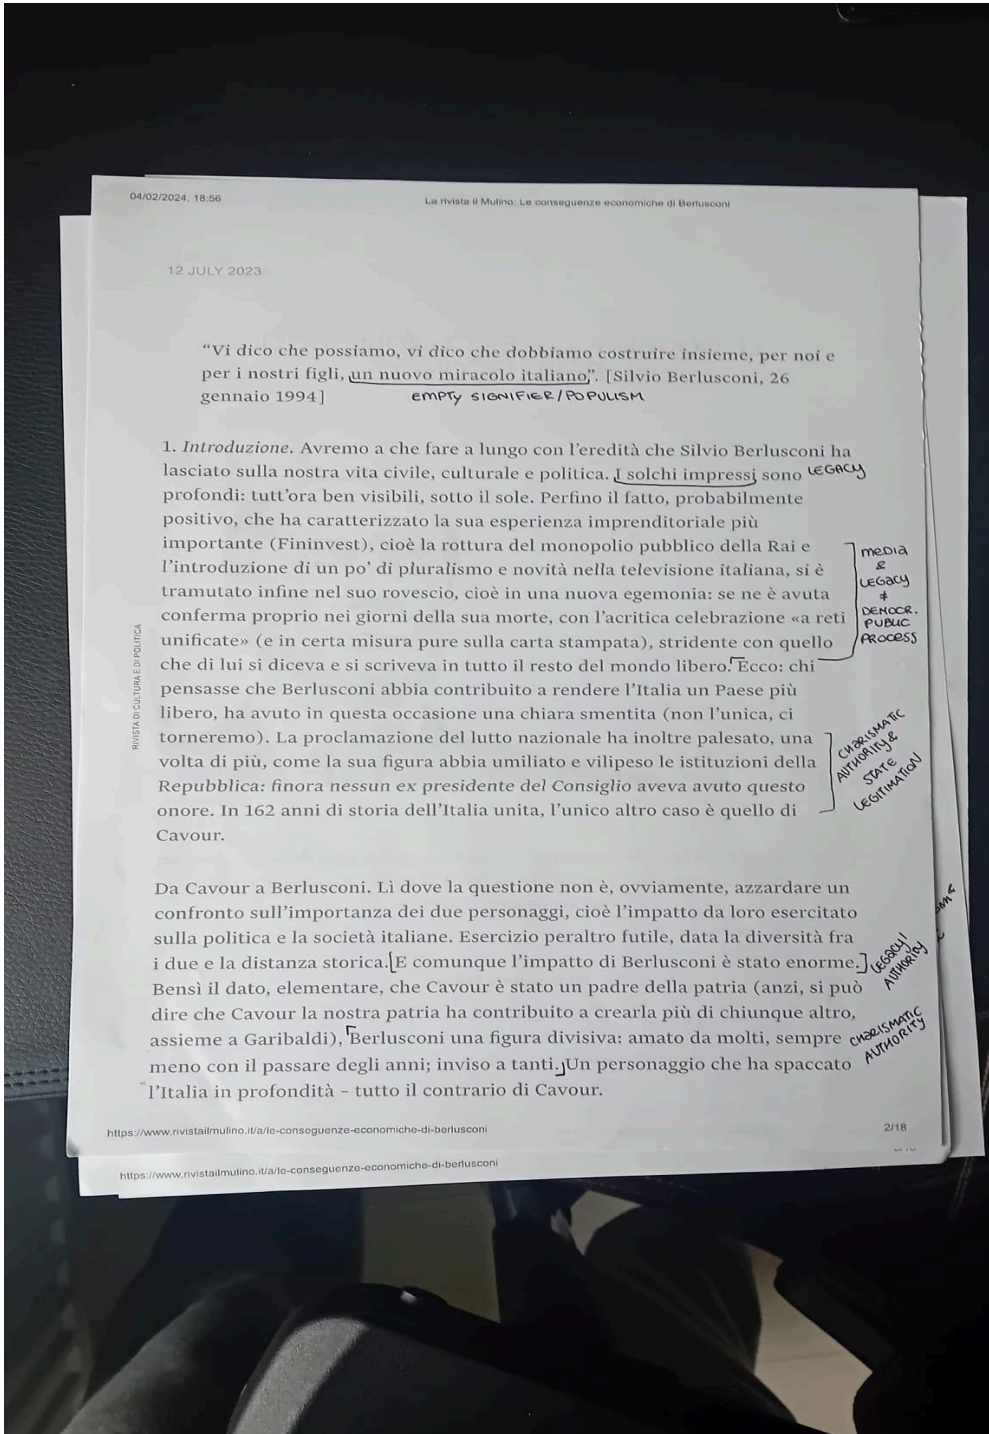 04/02/2024, 18:56
La rivista il Mulino: Le conseguenze economiche di Berlusconi
12 JULY 2023
“Vi dico che possiamo, vi dico che dobbiamo costruire insieme, per noi e
per i nostri figli, un nuovo miracolo italiano”. [Silvio Berlusconi, 26
gennaio 1994]
EMPTY SIGNIFIER/POPULISM
1. Introduzione. Avremo a che fare a lungo con l’eredità che Silvio Berlusconi ha
lasciato sulla nostra vita civile, culturale e politica. I solchi impressi sono
LEGACY
profondi: tutt’ora ben visibili, sotto il sole. Perfino il fatto, probabilmente
positivo, che ha caratterizzato la sua esperienza imprenditoriale più
importante (Fininvest), cioè la rottura del monopolio pubblico della Rai e
l’introduzione di un po’ di pluralismo e novità nella televisione italiana, si è
tramutato infine nel suo rovescio, cioè in una nuova egemonia: se ne è avuta
conferma proprio nei giorni della sua morte, con l’acritica celebrazione «a reti
unificate» (e in certa misura pure sulla carta stampata), stridente con quello
che di lui si diceva e si scriveva in tutto il resto del mondo libero. Ecco: chi
pensasse che Berlusconi abbia contribuito a rendere l’Italia un Paese più
libero, ha avuto in questa occasione una chiara smentita (non l’unica, ci
torneremo). La proclamazione del lutto nazionale ha inoltre palesato, una
volta di più, come la sua figura abbia umiliato e vilipeso le istituzioni della
Repubblica: finora nessun ex presidente del Consiglio aveva avuto questo
onore. In 162 anni di storia dell’Italia unita, l’unico altro caso è quello di
Cavour.
MEDIA
&
LEGACY
≠
DEMOCR.
PUBLIC
PROCESS
CHARISMATIC
AUTHORITY &
STATE
LEGITIMATION
RIVISTA DI CULTURA E DI POLITICA
Da Cavour a Berlusconi. Lì dove la questione non è, ovviamente, azzardare un
confronto sull’importanza dei due personaggi, cioè l’impatto da loro esercitato
sulla politica e la società italiane. Esercizio peraltro futile, data la diversità fra
i due e la distanza storica. [E comunque l’impatto di Berlusconi è stato enorme.]
LEGACY/
AUTHORITY
Bensì il dato, elementare, che Cavour è stato un padre della patria (anzi, si può
dire che Cavour la nostra patria ha contribuito a crearla più di chiunque altro,
assieme a Garibaldi), Berlusconi una figura divisiva: amato da molti, sempre
CHARISMATIC
AUTHORITY
meno con il passare degli anni; inviso a tanti. Un personaggio che ha spaccato
l’Italia in profondità – tutto il contrario di Cavour.
https://www.rivistailmulino.it/a/le-conseguenze-economiche-di-berlusconi
2/18
https://www.rivistailmulino.it/a/le-conseguenze-economiche-di-berlusconi